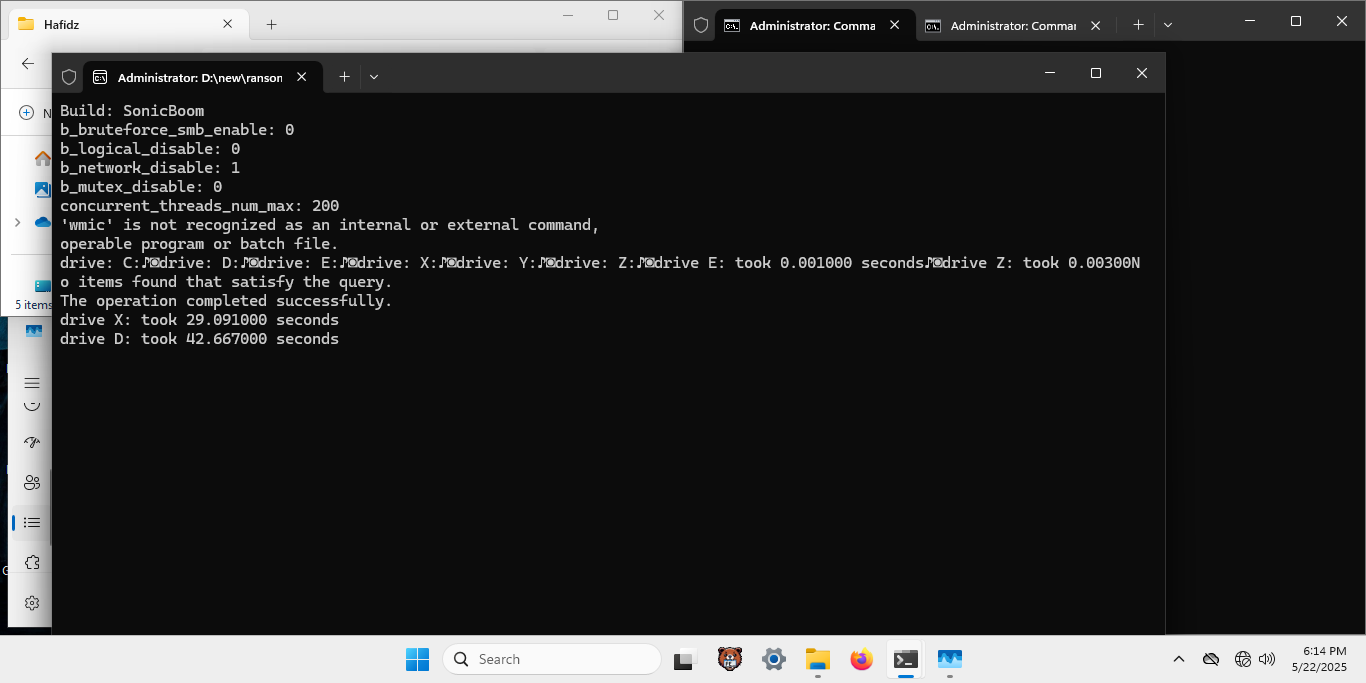 Hafidz
Administrator: Comma
Administrator: Commar
Administrator: D:\new\ransom
N
Build: SonicBoom
b_bruteforce_smb_enable: 0
b_logical_disable: 0
b_network_disable: 1
b_mutex_disable: 0
concurrent_threads_num_max: 200
'wmic' is not recognized as an internal or external command,
operable program or batch file.
drive: C:♪◙drive: D:♪◙drive: E:♪◙drive: X:♪◙drive: Y:♪◙drive: Z:♪◙drive E: took 0.001000 seconds♪◙drive Z: took 0.00300N
o items found that satisfy the query.
The operation completed successfully.
drive X: took 29.091000 seconds
drive D: took 42.667000 seconds
5 items
Search
6:14 PM
5/22/2025